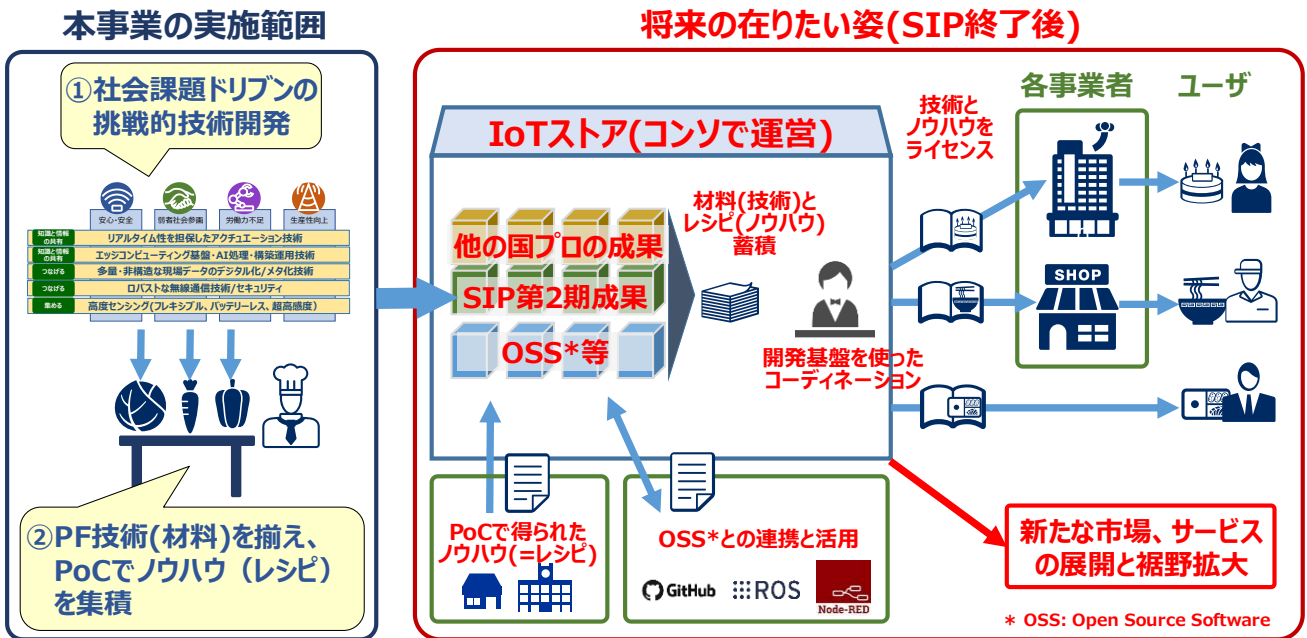 本事業の実施範囲
①社会課題ドリブンの
挑戦的技術開発
安心・安全
弱者社会参画
労働力不足
生産性向上
知識と情報
の共有
リアルタイム性を担保したアクチュエーション技術
知識と情報
の共有
エッジコンピューティング基盤・AI処理・構築運用技術
つなげる
多量・非構造な現場データのデジタル化/メタ化技術
つなげる
ロバストな無線通信技術/セキュリティ
集める
高度センシング(フレキシブル、バッテリーレス、超高感度)
②PF技術(材料)を揃え、
PoCでノウハウ(レシピ)
を集積
将来の在りたい姿(SIP終了後)
IoTストア(コンソで運営)
他の国プロの成果
SIP第2期成果
OSS*等
材料(技術)と
レシピ(ノウハウ)
蓄積
開発基盤を使った
コーディネーション
技術と
ノウハウを
ライセンス
各事業者
ユーザ
SHOP
PoCで得られた
ノウハウ(=レシピ)
OSS*との連携と活用
GitHub
ROS
Node-RED
新たな市場、サービス
の展開と裾野拡大
* OSS: Open Source Software